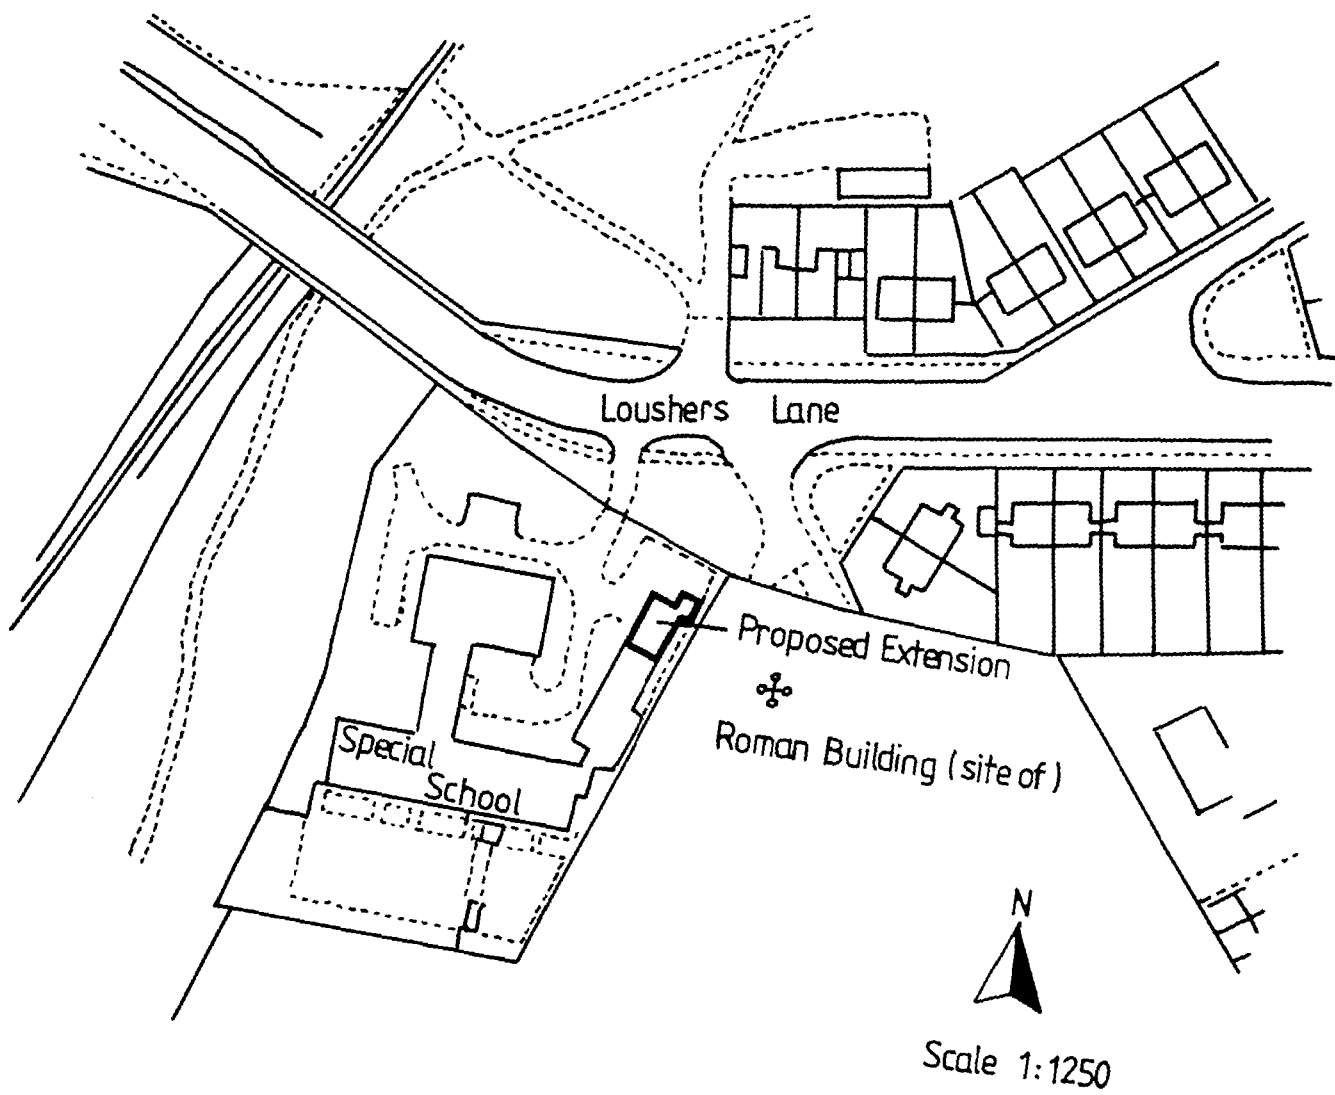 Loushers Lane
Proposed Extension
Roman Building (site of)
Special
School
N
Scale 1:1250